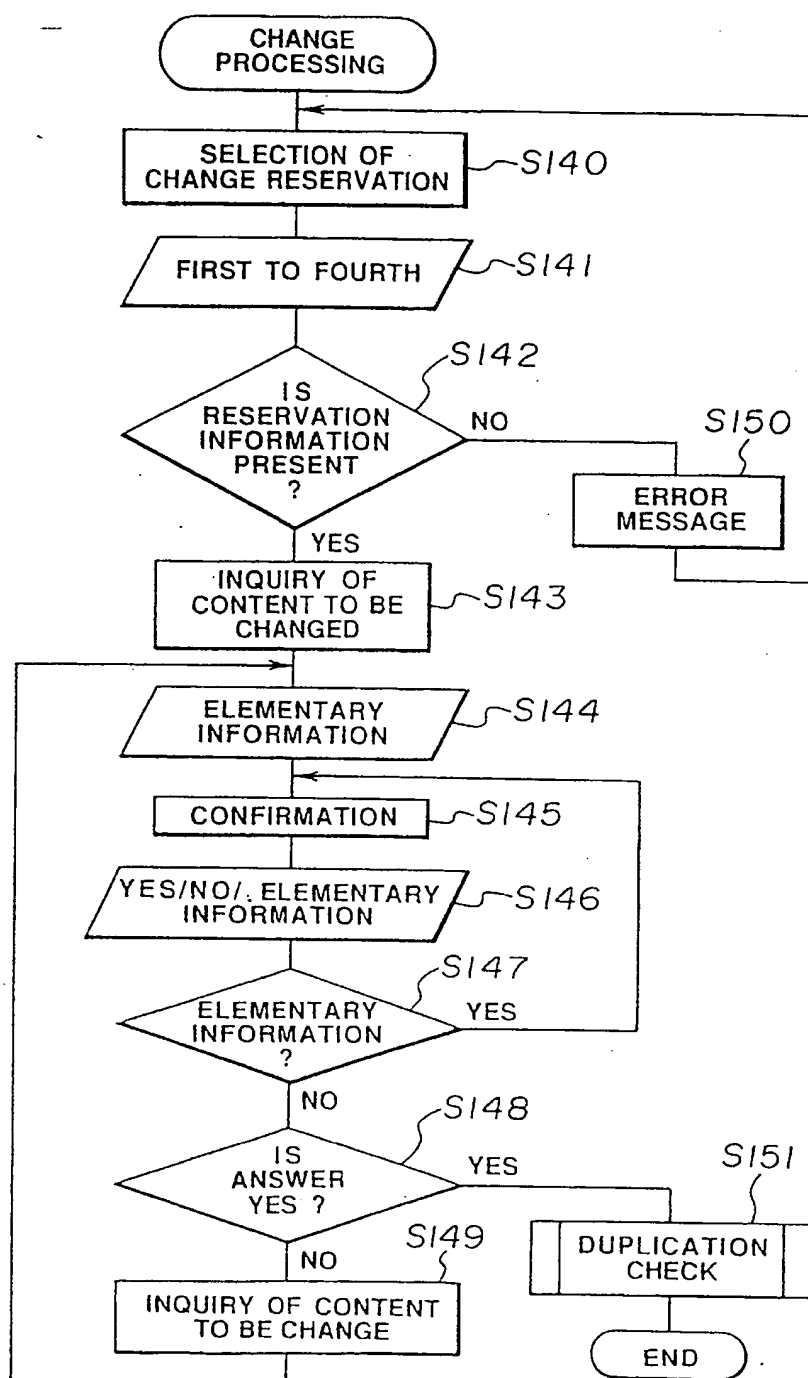 CHANGE
PROCESSING
SELECTION OF
CHANGE RESERVATION
S140
FIRST TO FOURTH
S141
IS
RESERVATION
INFORMATION
PRESENT
?
S142
NO
YES
S150
ERROR
MESSAGE
INQUIRY OF
CONTENT TO BE
CHANGED
S143
ELEMENTARY
INFORMATION
S144
CONFIRMATION
S145
YES/NO/. ELEMENTARY
INFORMATION
S146
ELEMENTARY
INFORMATION
?
S147
YES
NO
IS
ANSWER
YES ?
S148
YES
NO
S151
DUPLICATION
CHECK
S149
INQUIRY OF CONTENT
TO BE CHANGE
END